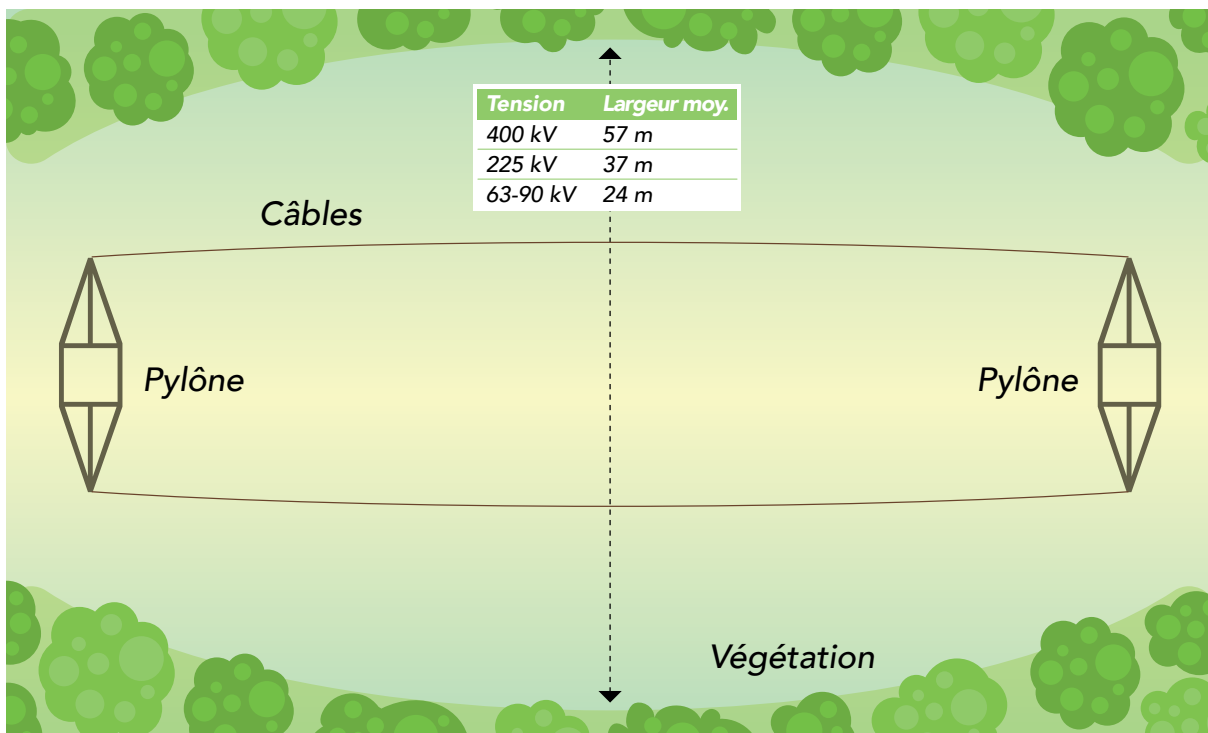 Tension Largeur moy.
400 kV 57 m
225 kV 37 m
63-90 kV 24 m
Câbles
Pylône
Pylône
Végétation